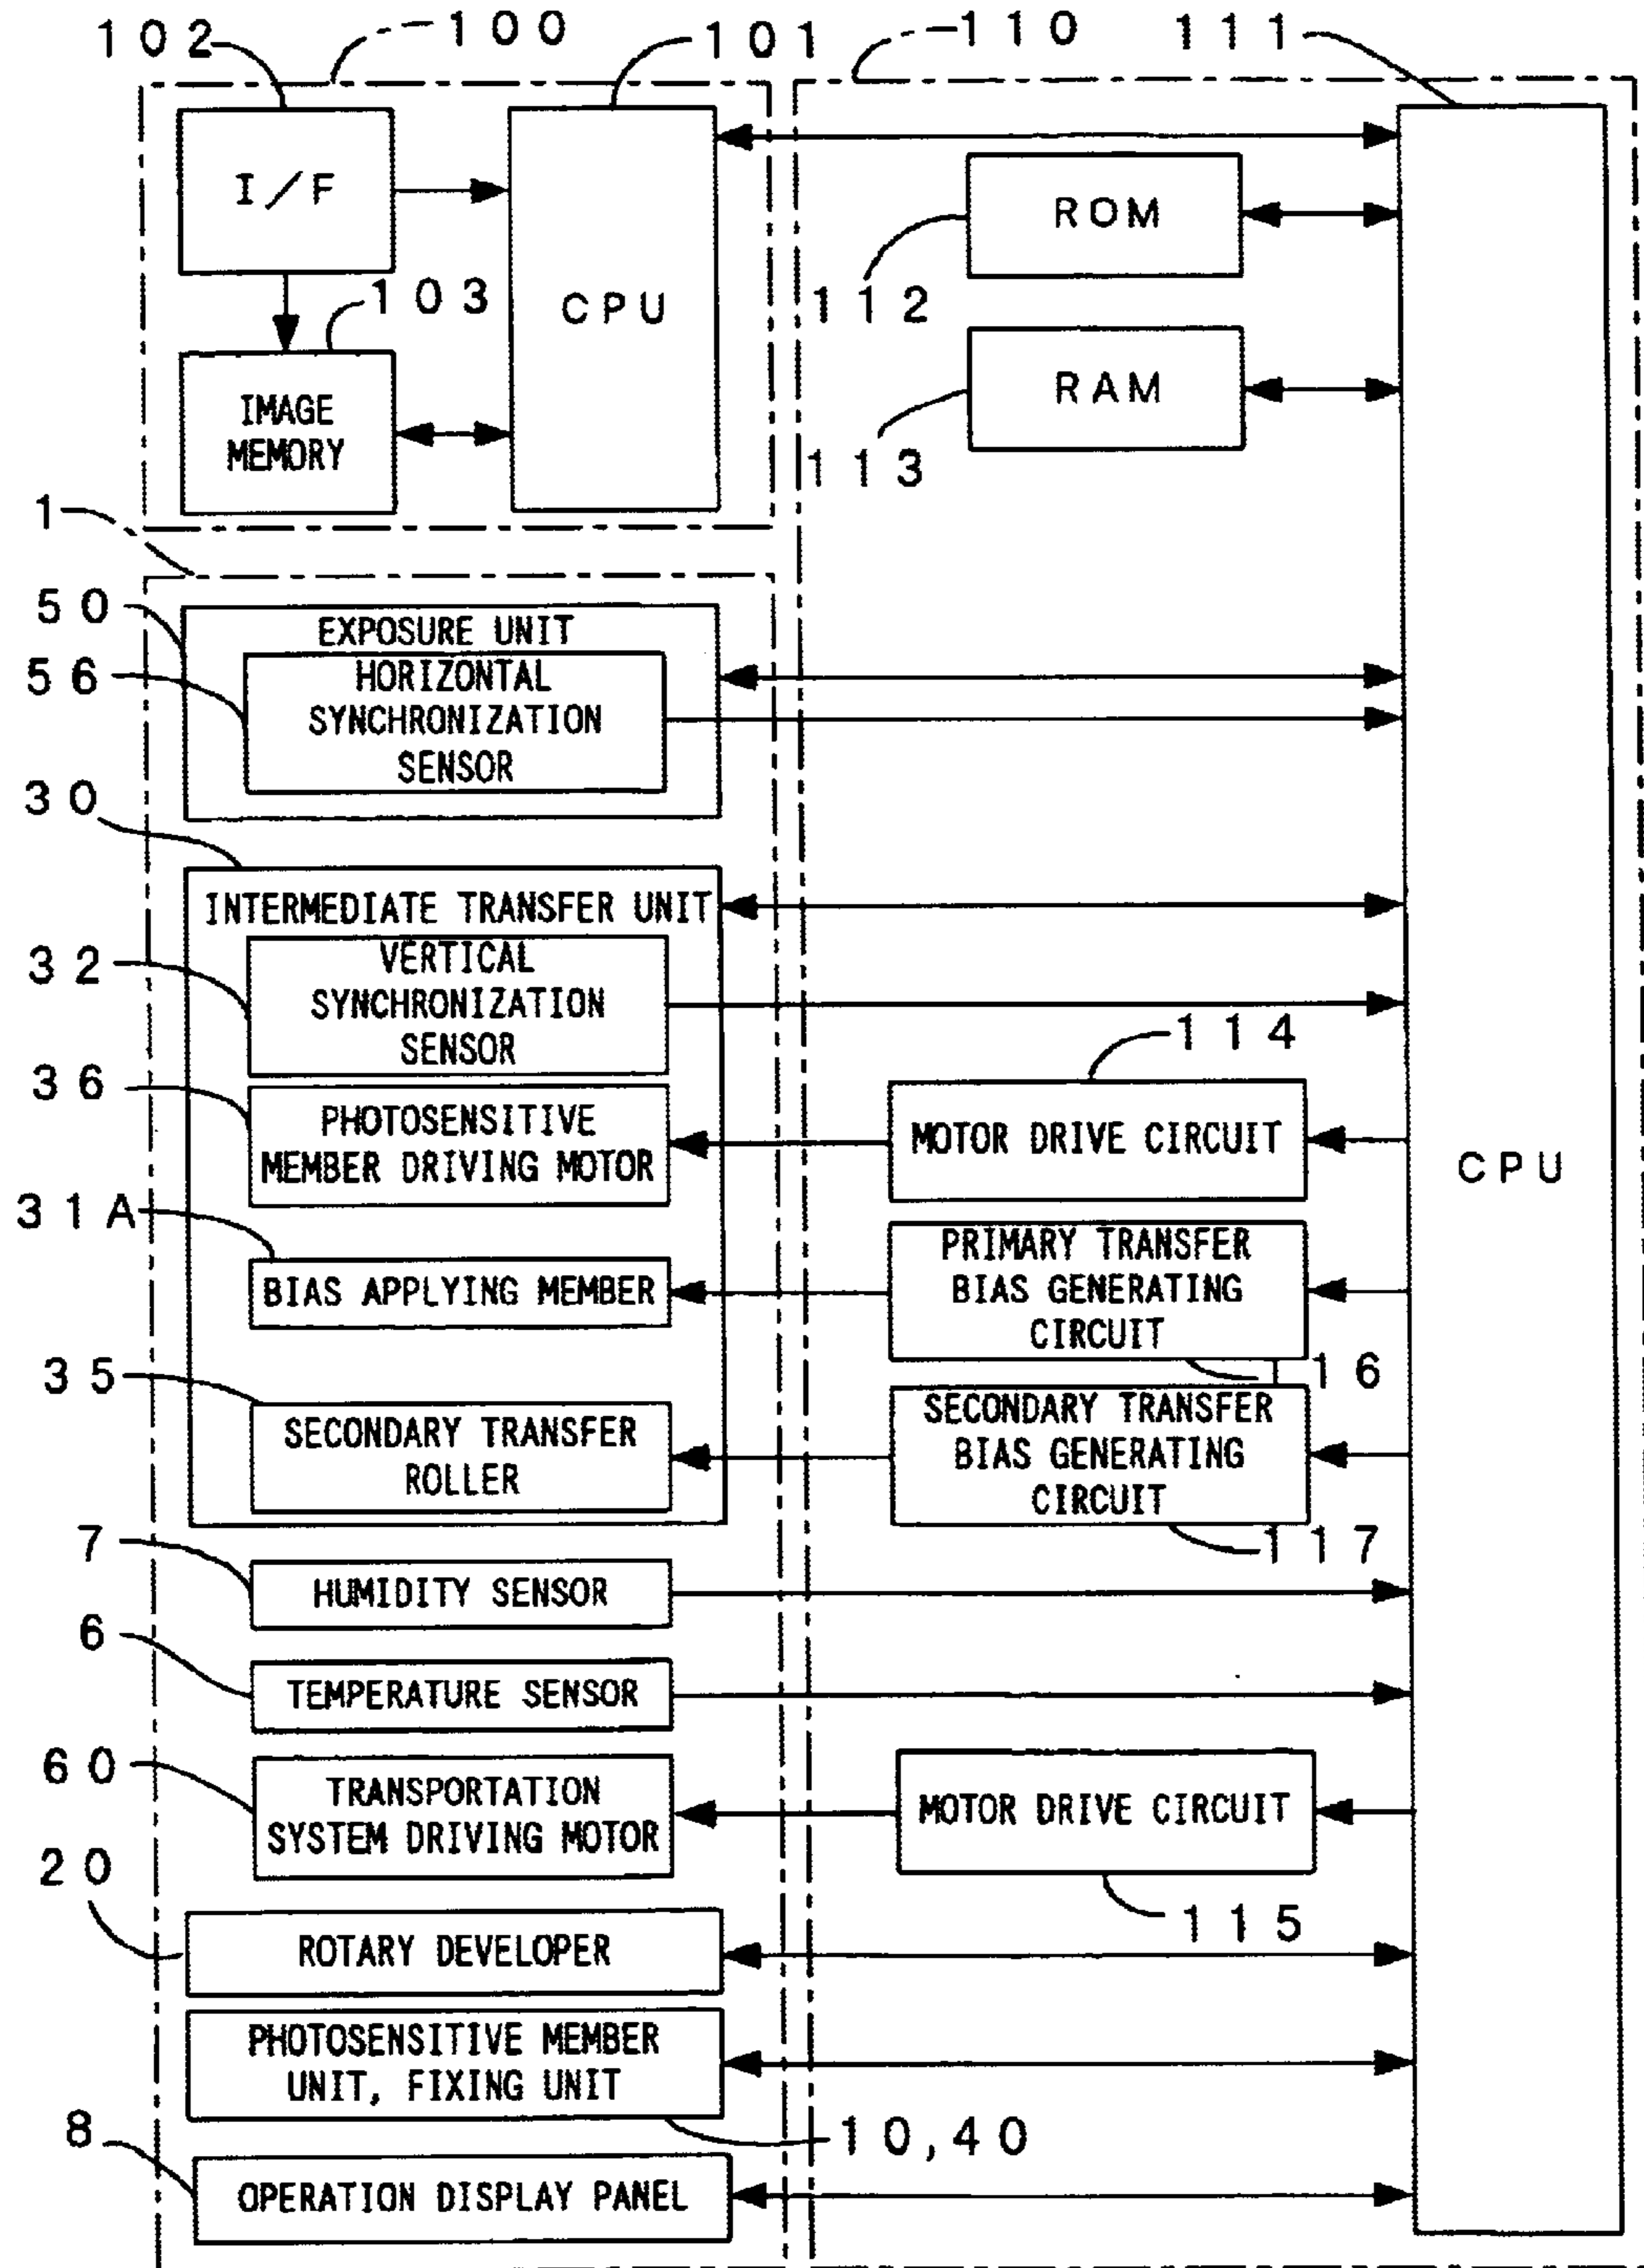 102
100
101
110
111
I/F
CPU
ROM
112
103
IMAGE
MEMORY
RAM
113
1
50
EXPOSURE UNIT
56
HORIZONTAL
SYNCHRONIZATION
SENSOR
30
INTERMEDIATE TRANSFER UNIT
32
VERTICAL
SYNCHRONIZATION
SENSOR
114
36
PHOTOSENSITIVE
MEMBER DRIVING MOTOR
MOTOR DRIVE CIRCUIT
CPU
31A
BIAS APPLYING MEMBER
PRIMARY TRANSFER
BIAS GENERATING
CIRCUIT
116
35
SECONDARY TRANSFER
ROLLER
SECONDARY TRANSFER
BIAS GENERATING
CIRCUIT
117
7
HUMIDITY SENSOR
6
TEMPERATURE SENSOR
60
TRANSPORTATION
SYSTEM DRIVING MOTOR
MOTOR DRIVE CIRCUIT
115
20
ROTARY DEVELOPER
PHOTOSENSITIVE MEMBER
UNIT, FIXING UNIT
10,40
8
OPERATION DISPLAY PANEL